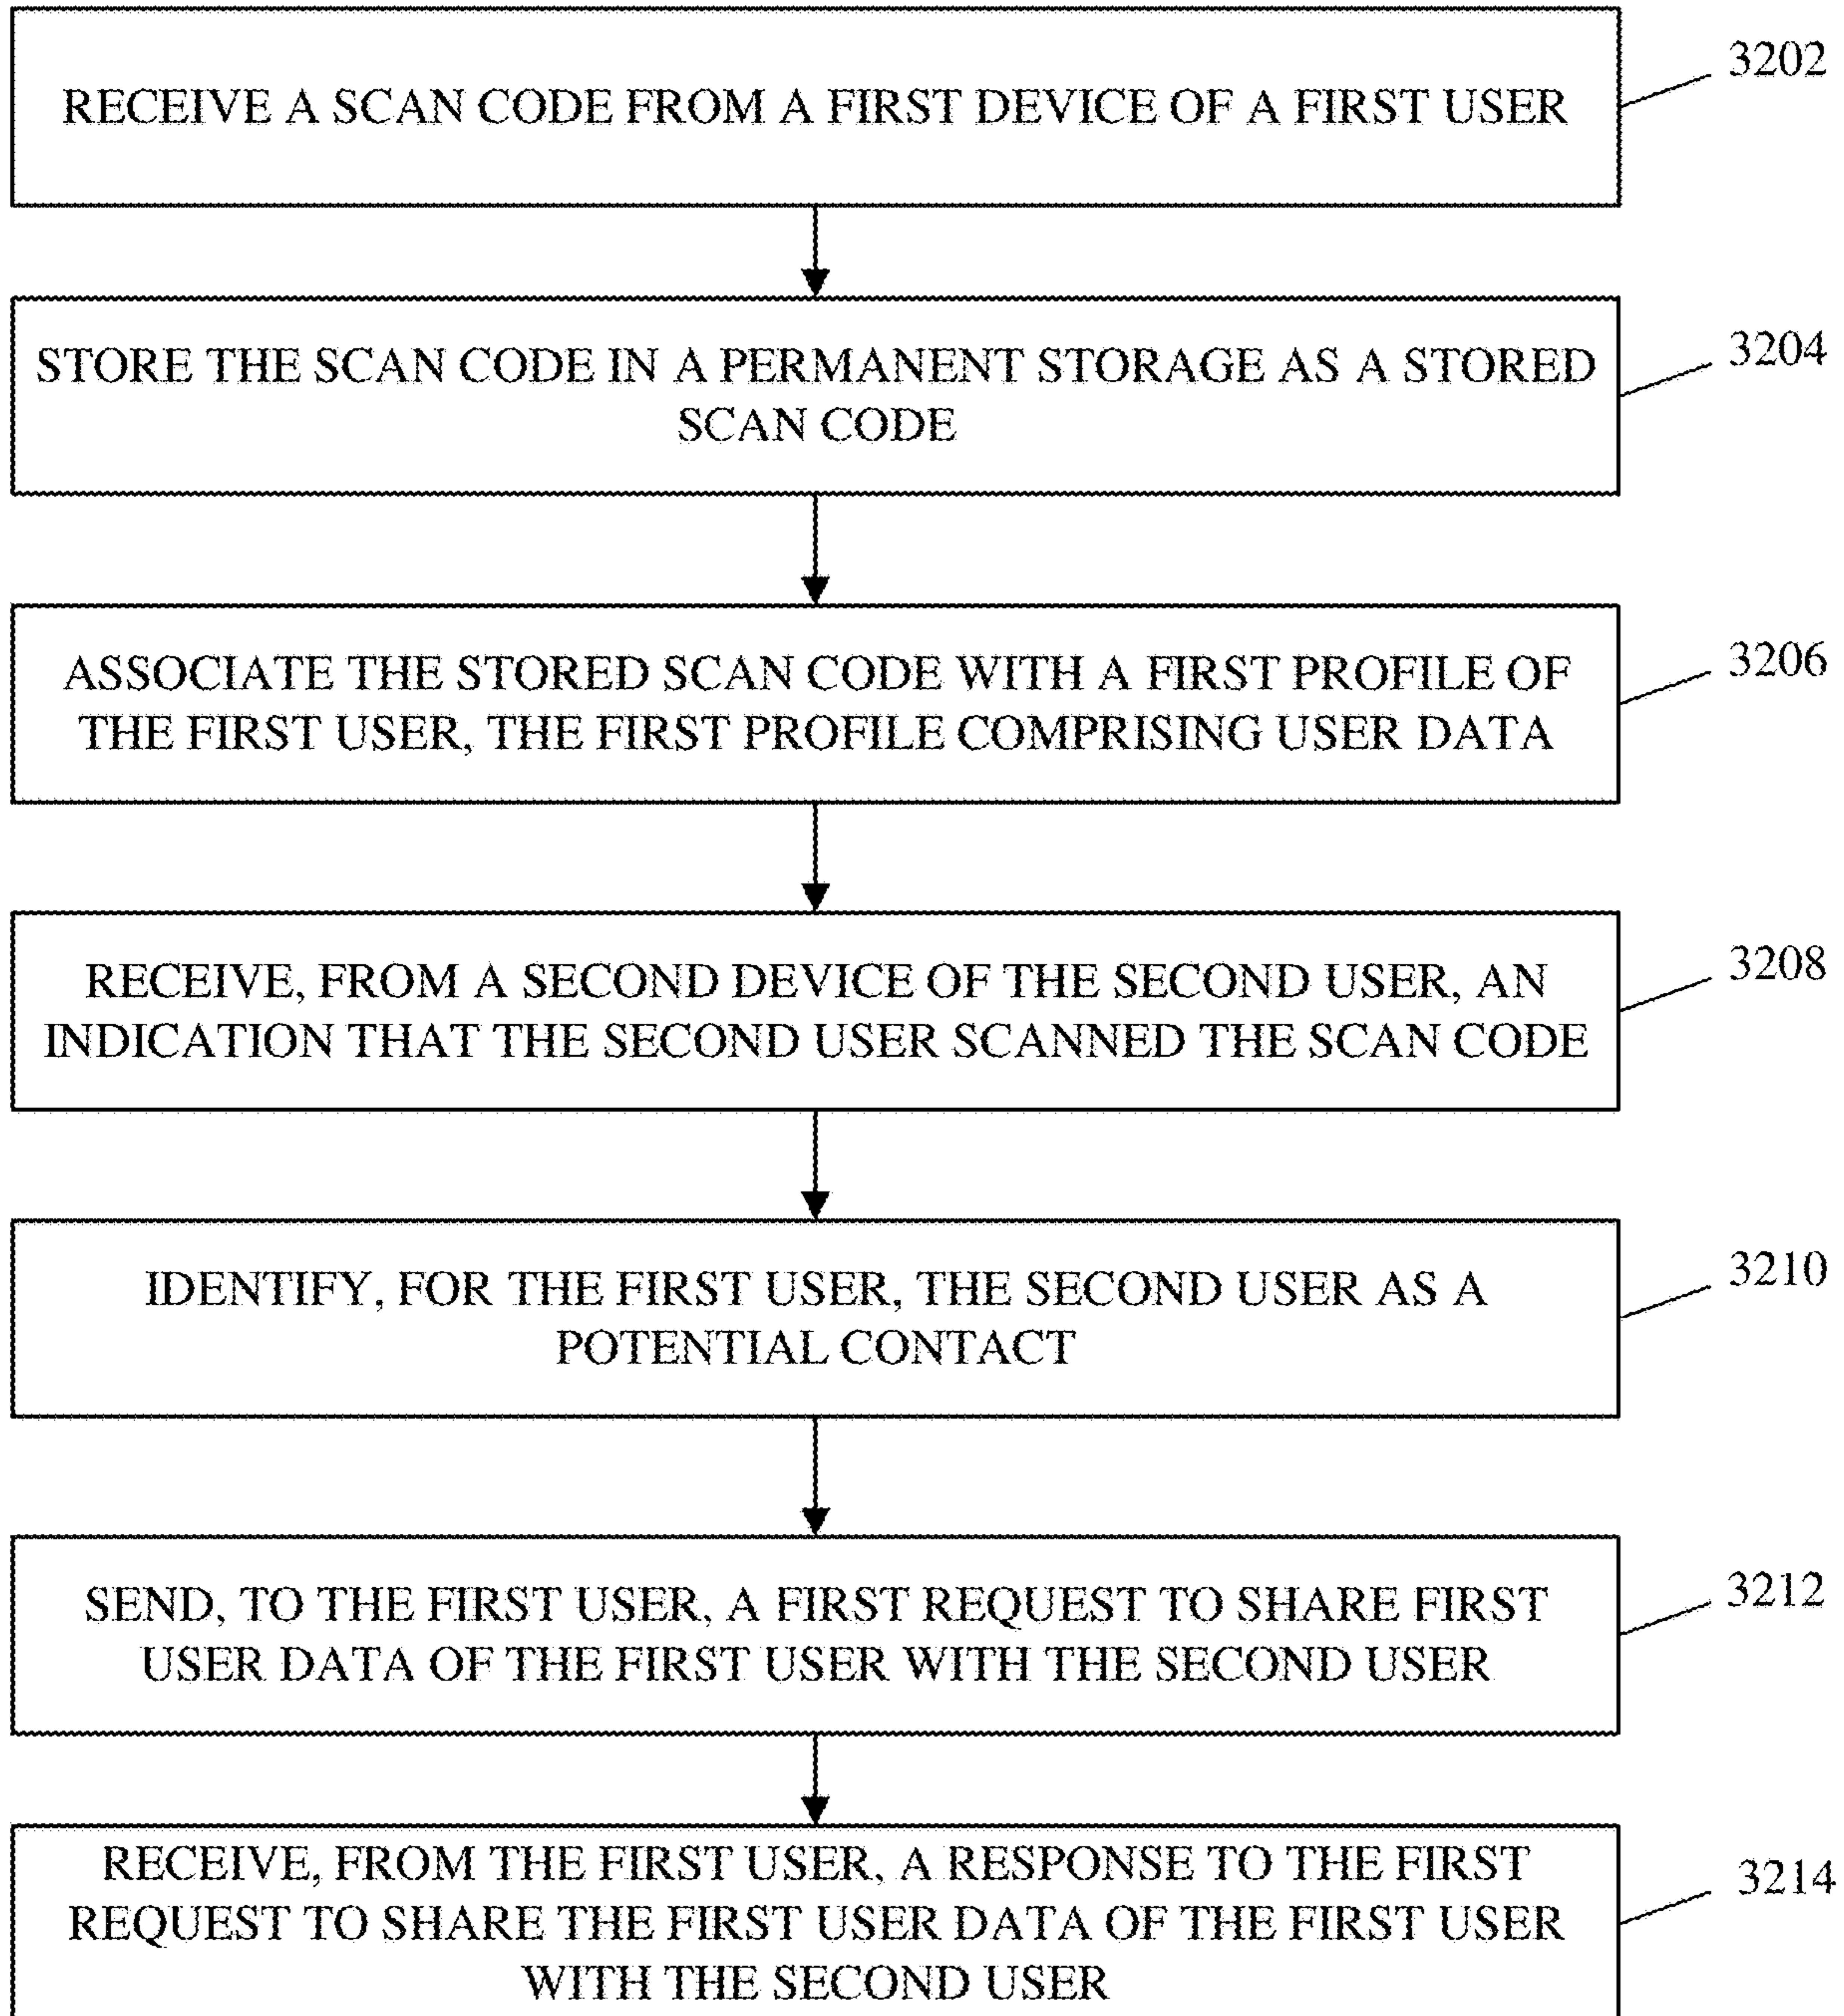 RECEIVE A SCAN CODE FROM A FIRST DEVICE OF A FIRST USER
3202
STORE THE SCAN CODE IN A PERMANENT STORAGE AS A STORED
SCAN CODE
3204
ASSOCIATE THE STORED SCAN CODE WITH A FIRST PROFILE OF
THE FIRST USER, THE FIRST PROFILE COMPRISING USER DATA
3206
RECEIVE, FROM A SECOND DEVICE OF THE SECOND USER, AN
INDICATION THAT THE SECOND USER SCANNED THE SCAN CODE
3208
IDENTIFY, FOR THE FIRST USER, THE SECOND USER AS A
POTENTIAL CONTACT
3210
SEND, TO THE FIRST USER, A FIRST REQUEST TO SHARE FIRST
USER DATA OF THE FIRST USER WITH THE SECOND USER
3212
RECEIVE, FROM THE FIRST USER, A RESPONSE TO THE FIRST
REQUEST TO SHARE THE FIRST USER DATA OF THE FIRST USER
WITH THE SECOND USER
3214